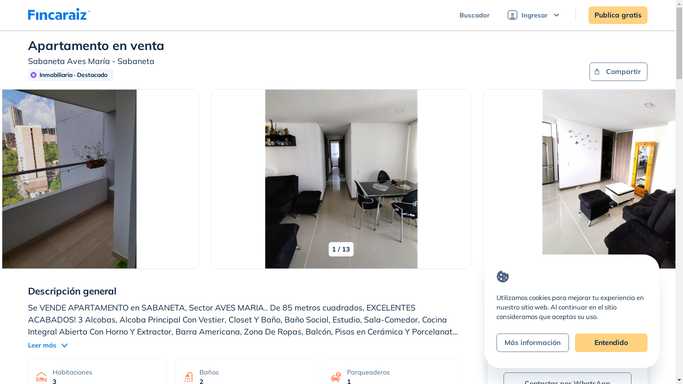 Fincaraiz
Buscador
Ingresar
Publica gratis
Apartamento en venta
Sabaneta Aves María - Sabaneta
Inmobiliaria · Destacado
Compartir
1 / 13
Descripción general
Se VENDE APARTAMENTO en SABANETA, Sector AVES MARIA.. De 85 metros cuadrados, EXCELENTES
ACABADOS! 3 Alcobas, Alcoba Principal Con Vestier, Closet Y Baño, Baño Social, Estudio, Sala-Comedor, Cocina
Integral Abierta Con Horno Y Extractor, Barra Americana, Zona De Ropas, Balcón, Pisos en Cerámica Y Porcelanat...
Leer más
Habitaciones
3
Baños
2
Parqueaderos
1
Utilizamos cookies para mejorar tu experiencia en
nuestro sitio web. Al continuar en el sitio
consideramos que aceptas su uso.
Más información
Entendido
Contactar por WhatsApp